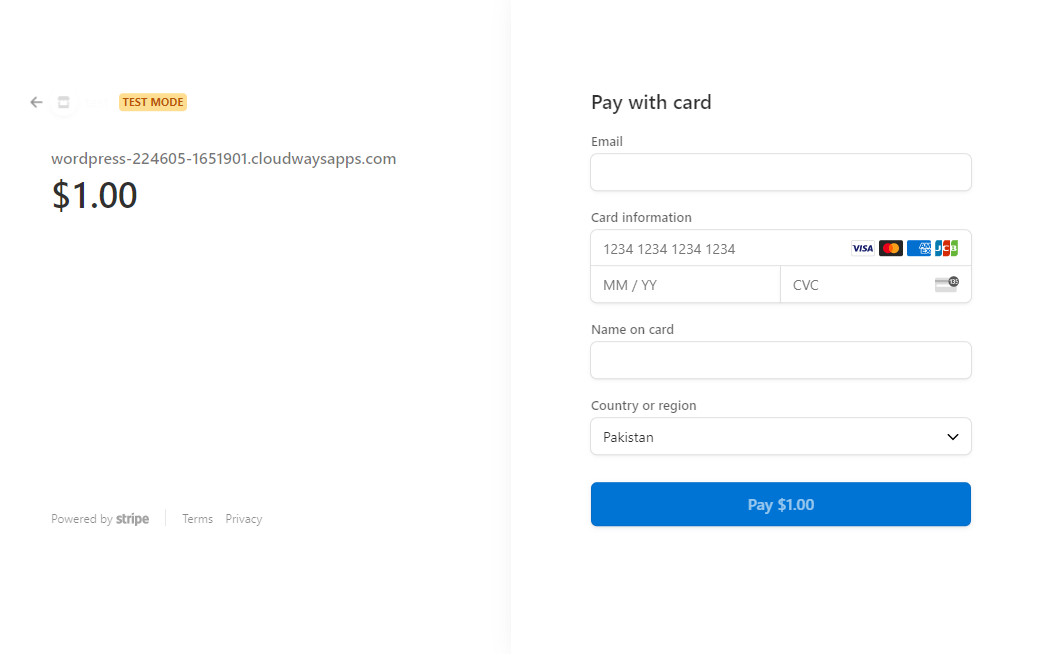 TEST MODE
wordpress-224605-1651901.cloudwaysapps.com
$1.00
Powered by stripe
Terms Privacy
Pay with card
Email
Card information
1234 1234 1234 1234 VISA
MM / YY CVC
Name on card
Country or region
Pakistan
Pay $1.00